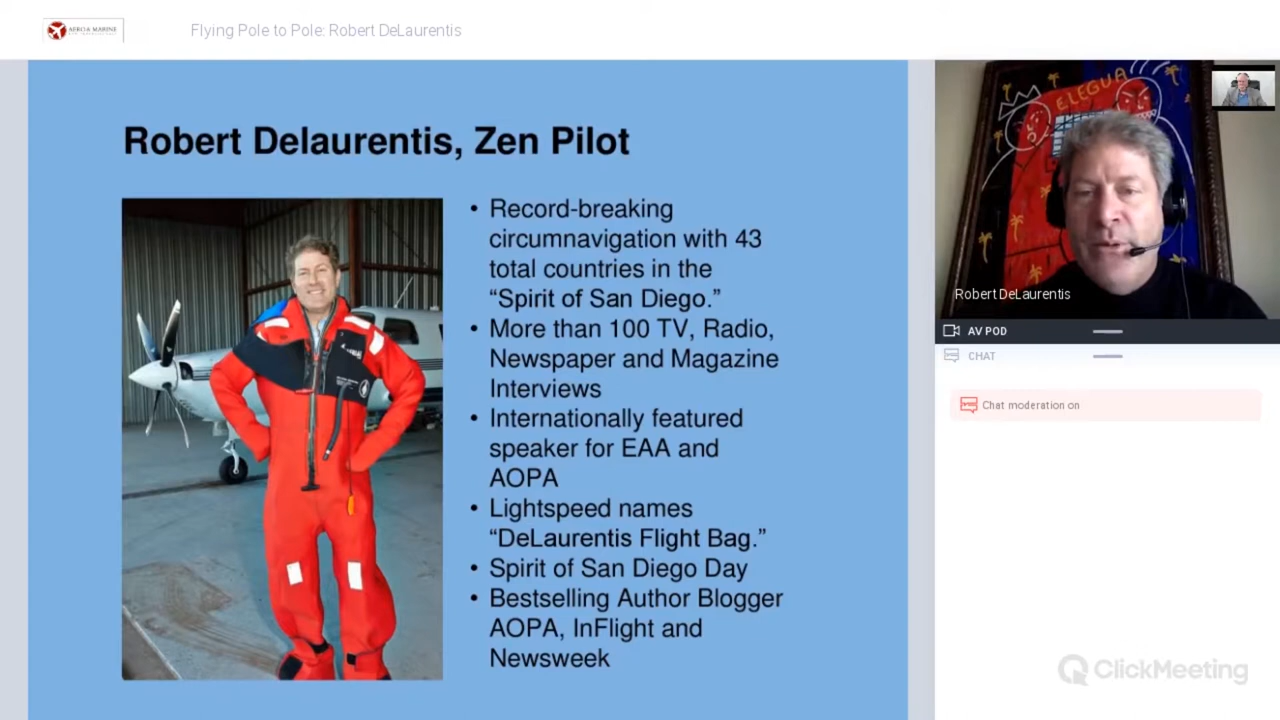 AERO & MARINE
Flying Pole to Pole: Robert DeLaurentis
Robert Delaurentis, Zen Pilot
• Record-breaking
circumnavigation with 43
total countries in the
“Spirit of San Diego.”
• More than 100 TV, Radio,
Newspaper and Magazine
Interviews
• Internationally featured
speaker for EAA and
AOPA
• Lightspeed names
“DeLaurentis Flight Bag.”
• Spirit of San Diego Day
• Bestselling Author Blogger
AOPA, InFlight and
Newsweek
ELEGUA
Robert DeLaurentis
AV POD
CHAT
Chat moderation on
ClickMeeting